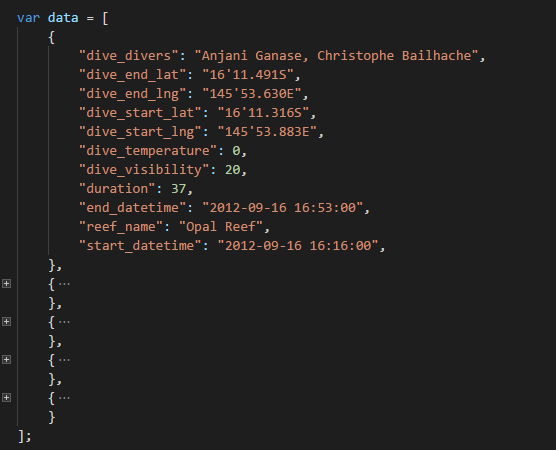 var data = [
{
"dive_divers": "Anjani Ganase, Christophe Bailhache",
"dive_end_lat": "16'11.491S",
"dive_end_lng": "145'53.630E",
"dive_start_lat": "16'11.316S",
"dive_start_lng": "145'53.883E",
"dive_temperature": 0,
"dive_visibility": 20,
"duration": 37,
"end_datetime": "2012-09-16 16:53:00",
"reef_name": "Opal Reef",
"start_datetime": "2012-09-16 16:16:00",
},
{ ...
},
{ ...
},
{ ...
},
{ ...
}
];